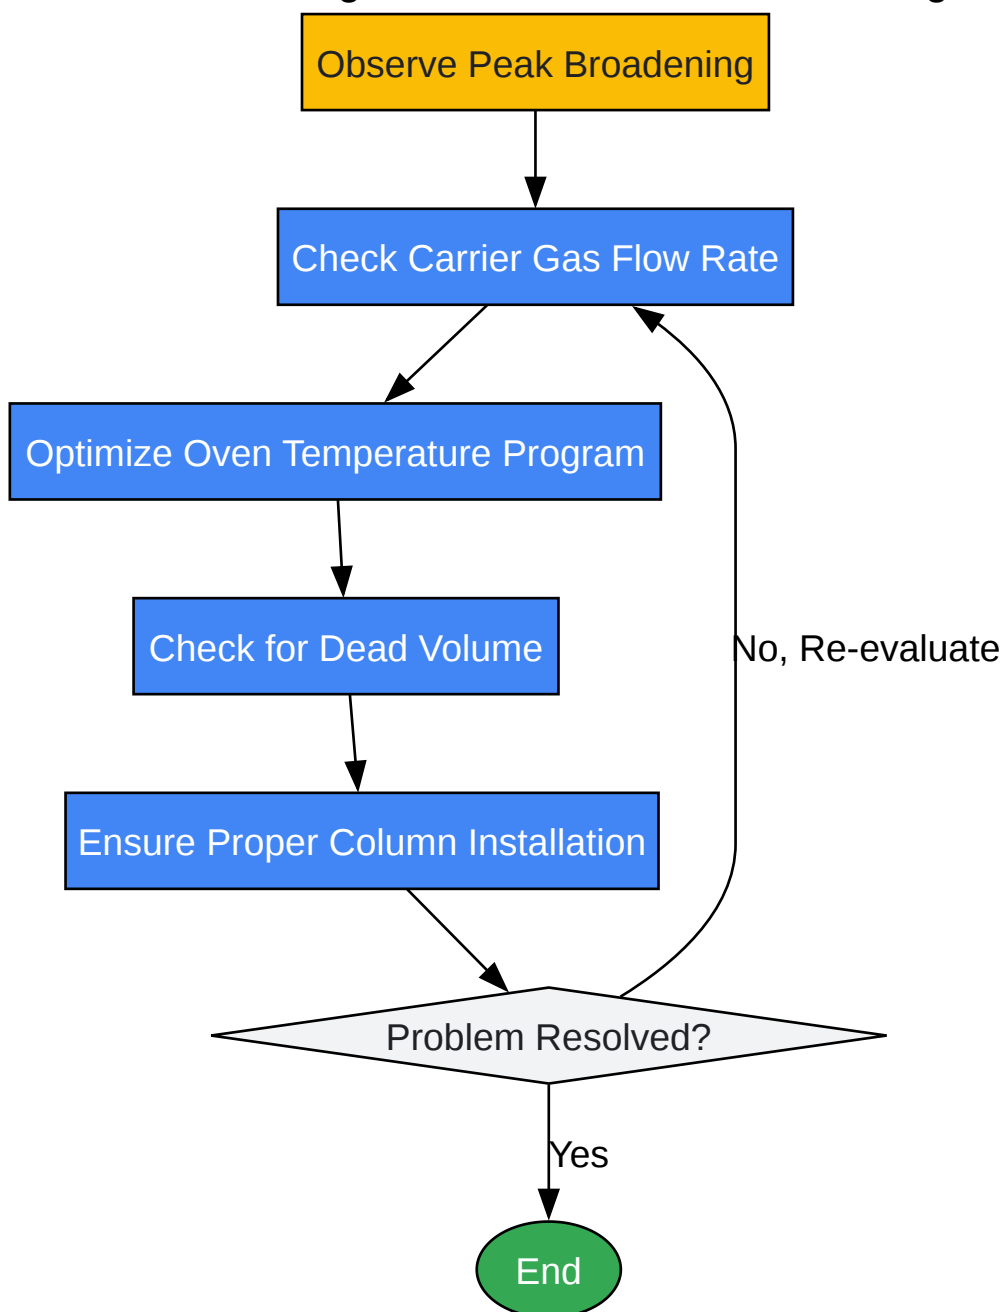 Observe Peak Broadening
Check Carrier Gas Flow Rate
Optimize Oven Temperature Program
Check for Dead Volume
No, Re-evaluate
Ensure Proper Column Installation
Problem Resolved?
Yes
End